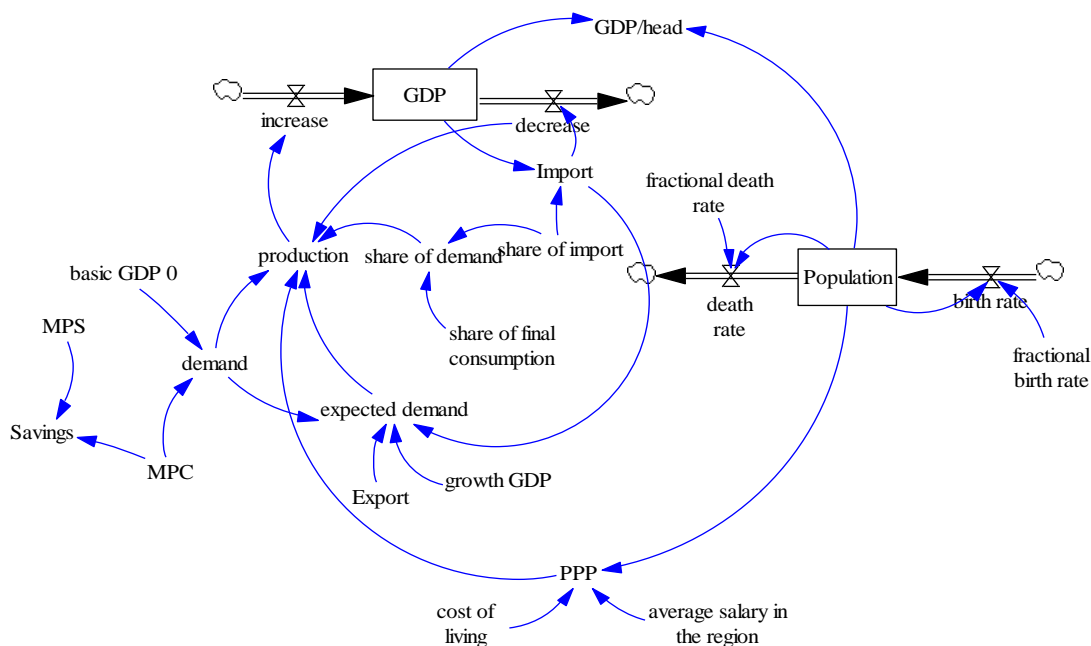 GDP/head
GDP
increase
decrease
Import
fractional death
rate
production
share of demand
share of import
basic GDP 0
Population
death
rate
birth rate
MPS
share of final
consumption
demand
fractional
birth rate
expected demand
Savings
MPC
growth GDP
Export
PPP
cost of
living
average salary in
the region